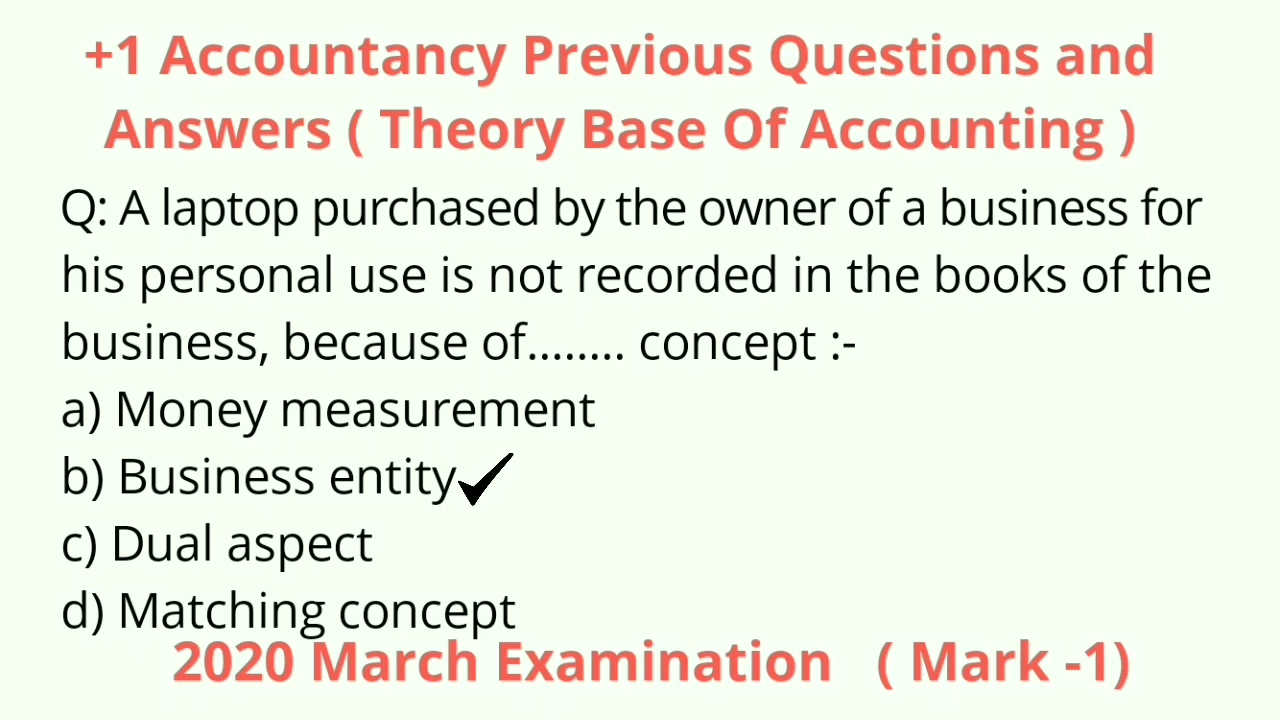 +1 Accountancy Previous Questions and
Answers ( Theory Base Of Accounting )
Q: A laptop purchased by the owner of a business for
his personal use is not recorded in the books of the
business, because of........ concept :-
a) Money measurement
b) Business entity✔
c) Dual aspect
d) Matching concept
2020 March Examination ( Mark -1)